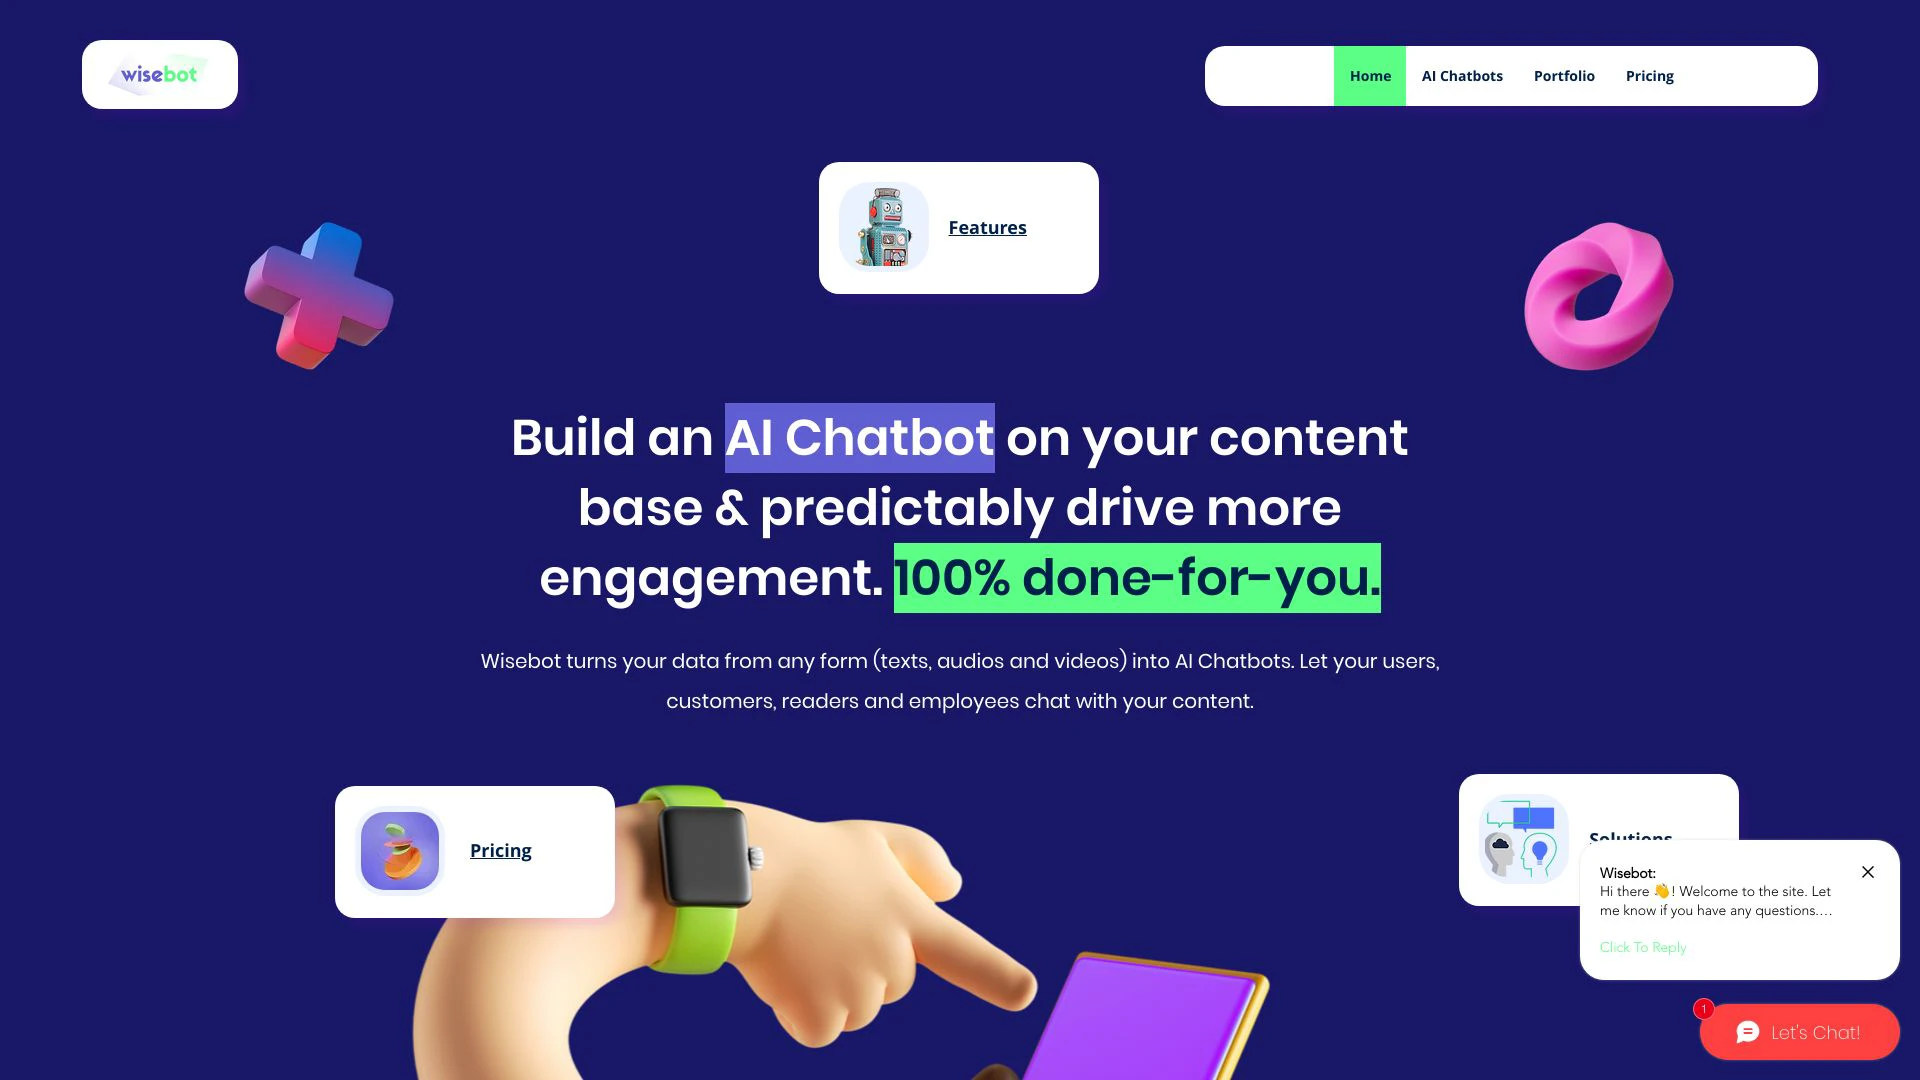 wisebot
Home AI Chatbots Portfolio Pricing
Features
Build an AI Chatbot on your content
base & predictably drive more
engagement. 100% done-for-you.
Wisebot turns your data from any form (texts, audios and videos) into AI Chatbots. Let your users,
customers, readers and employees chat with your content.
Pricing
Solutions
Wisebot:
Hi there 👋! Welcome to the site. Let
me know if you have any questions.…
Click To Reply
1
Let's Chat!